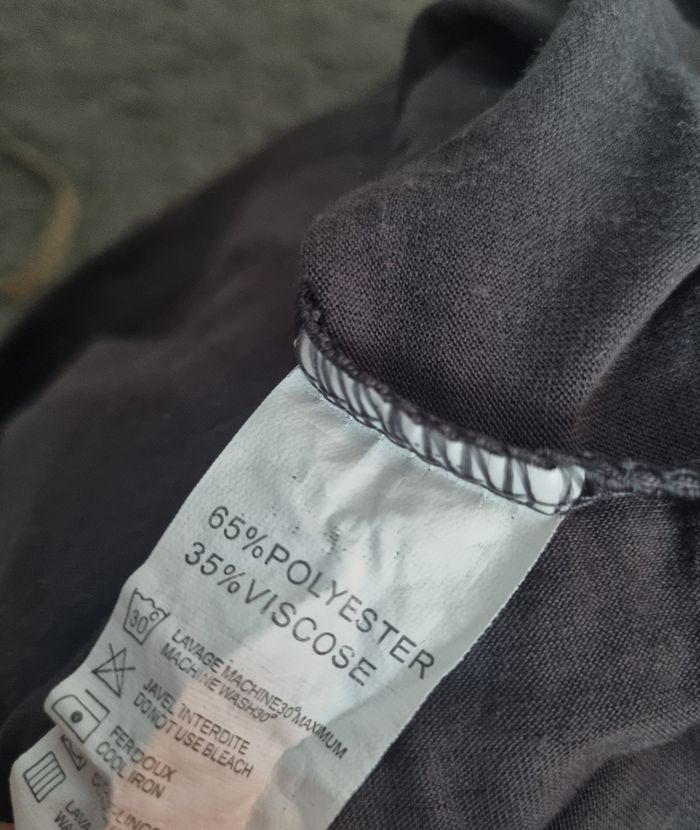 65%POLYESTER
35%VISCOSE
30
LAVAGE MACHINE30°MAXIMUM
MACHINE WASH30°
JAVEL INTERDITE
DO NOT USE BLEACH
FER DOUX
COOL IRON